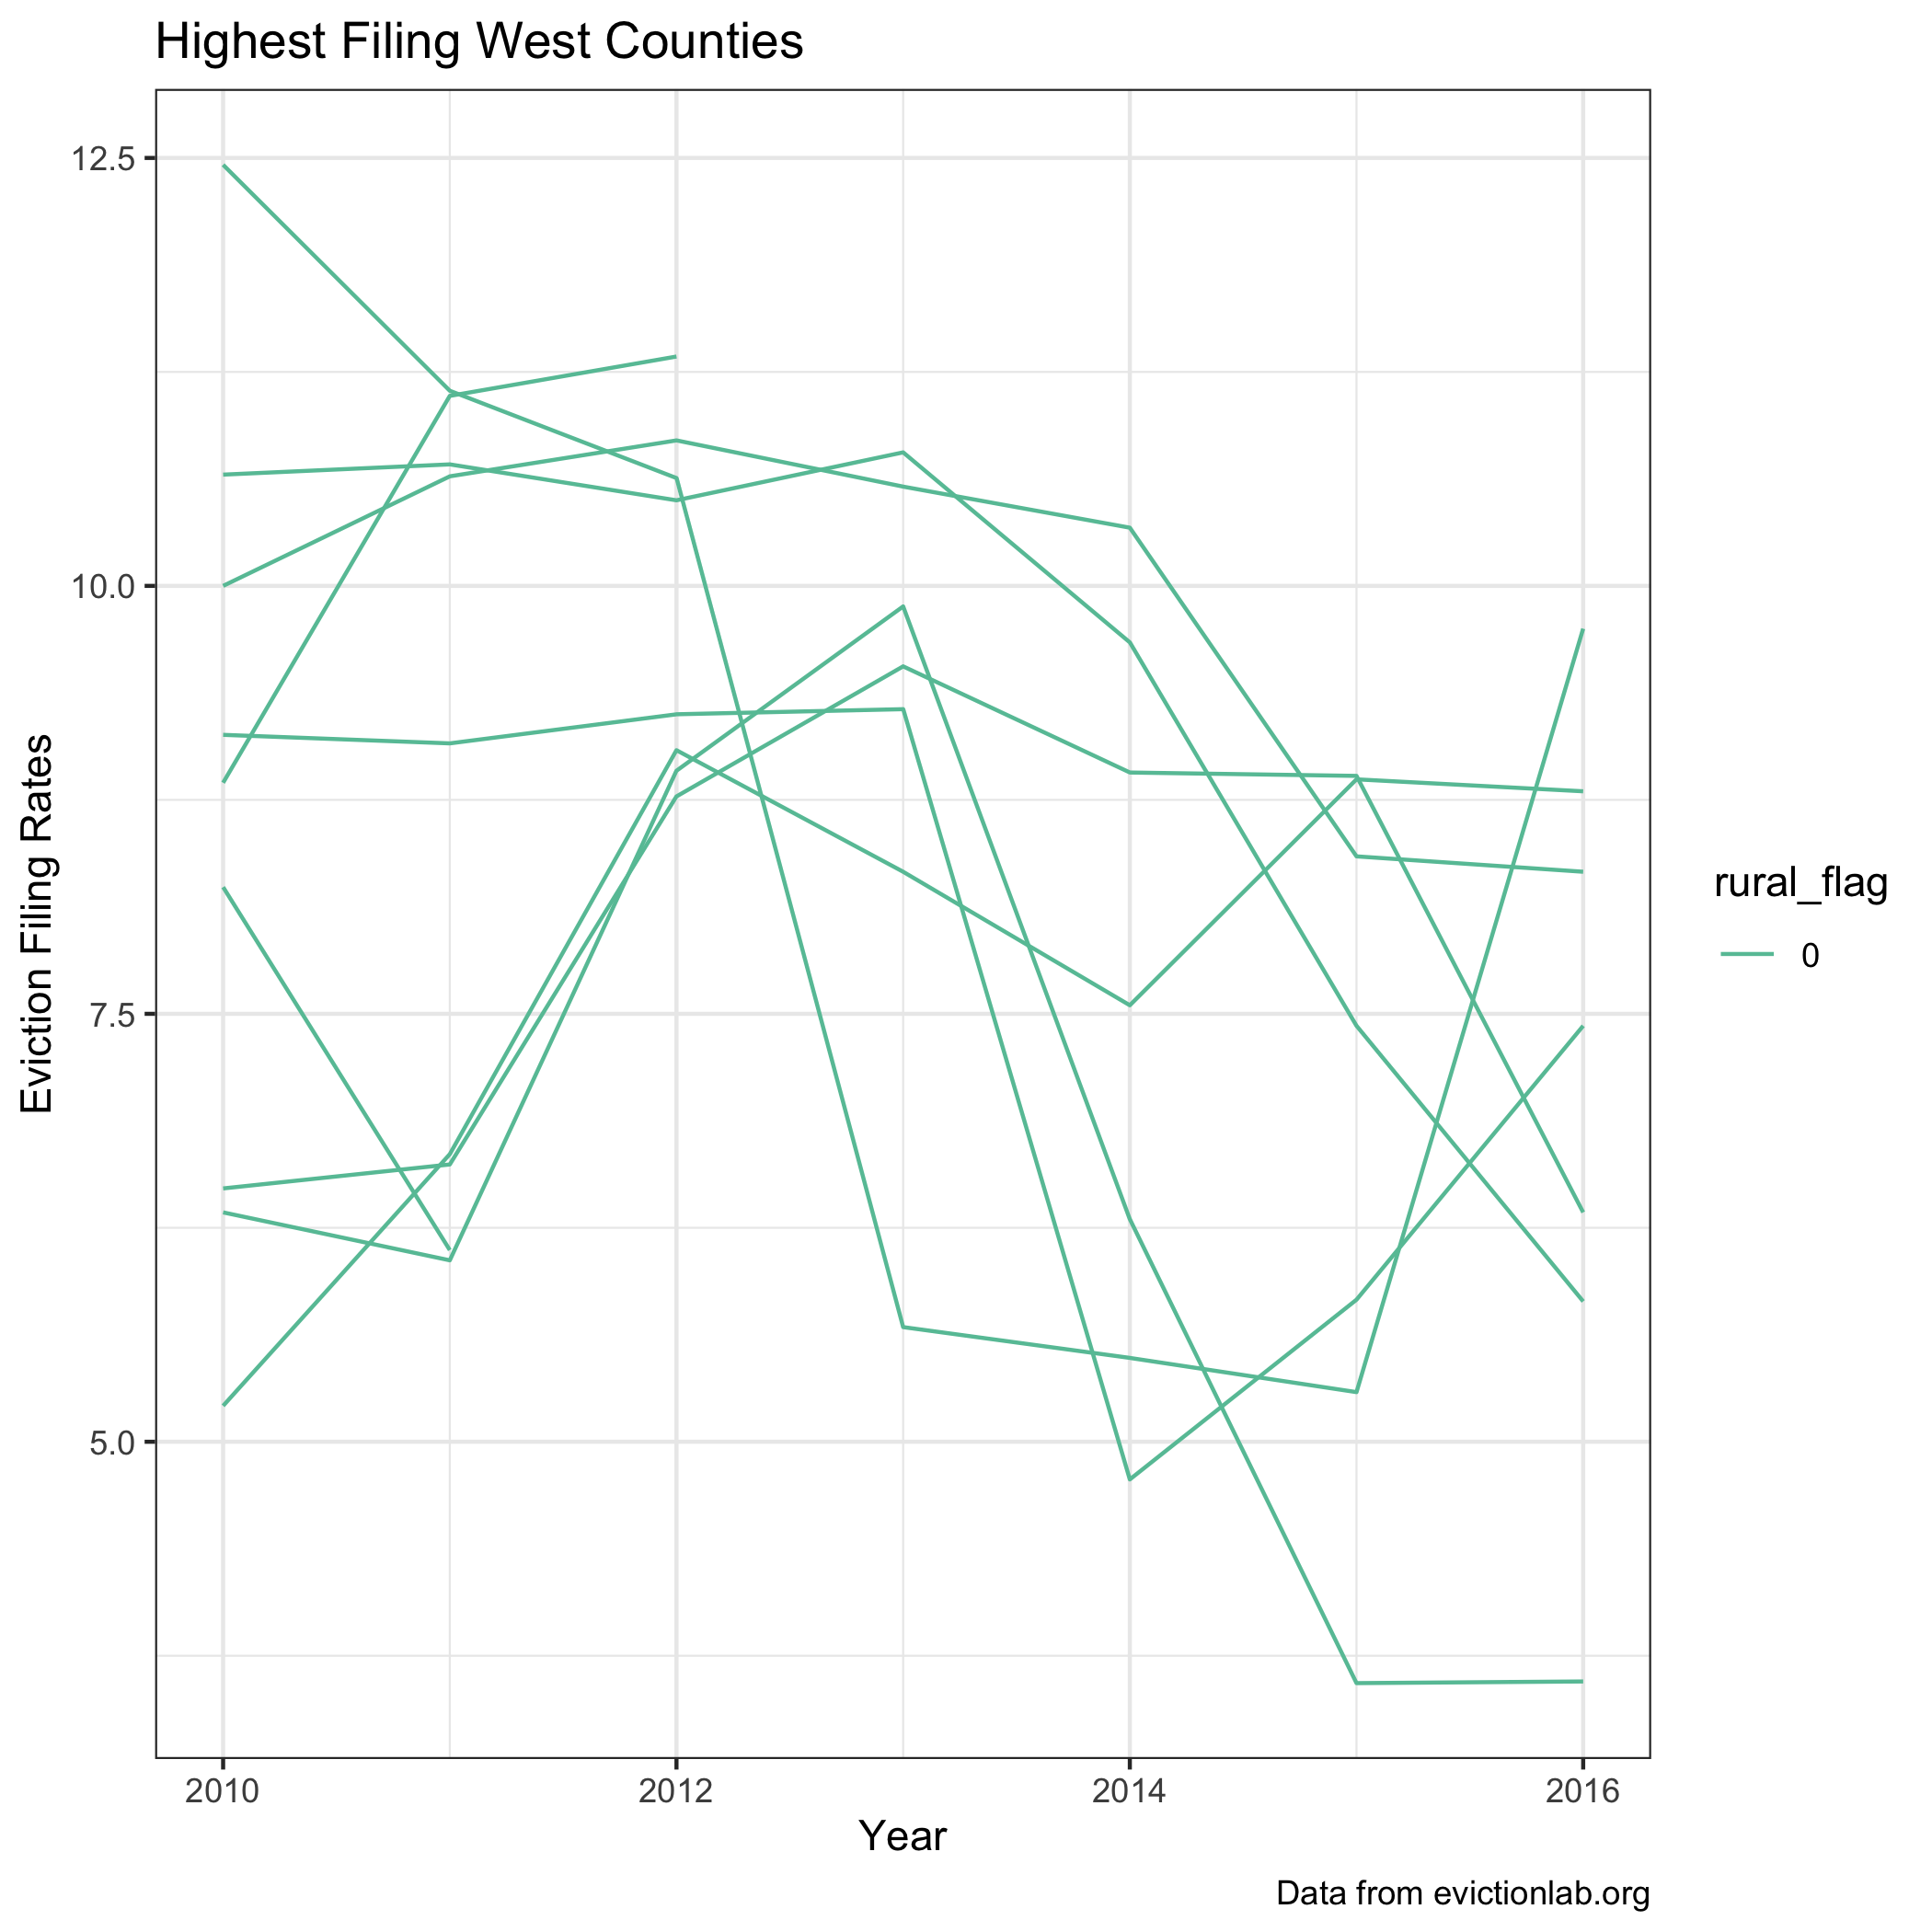 Highest Filing West Counties
12.5
10.0
7.5
5.0
Eviction Filing Rates
2010
2012
2014
2016
Year
rural_flag
0
Data from evictionlab.org